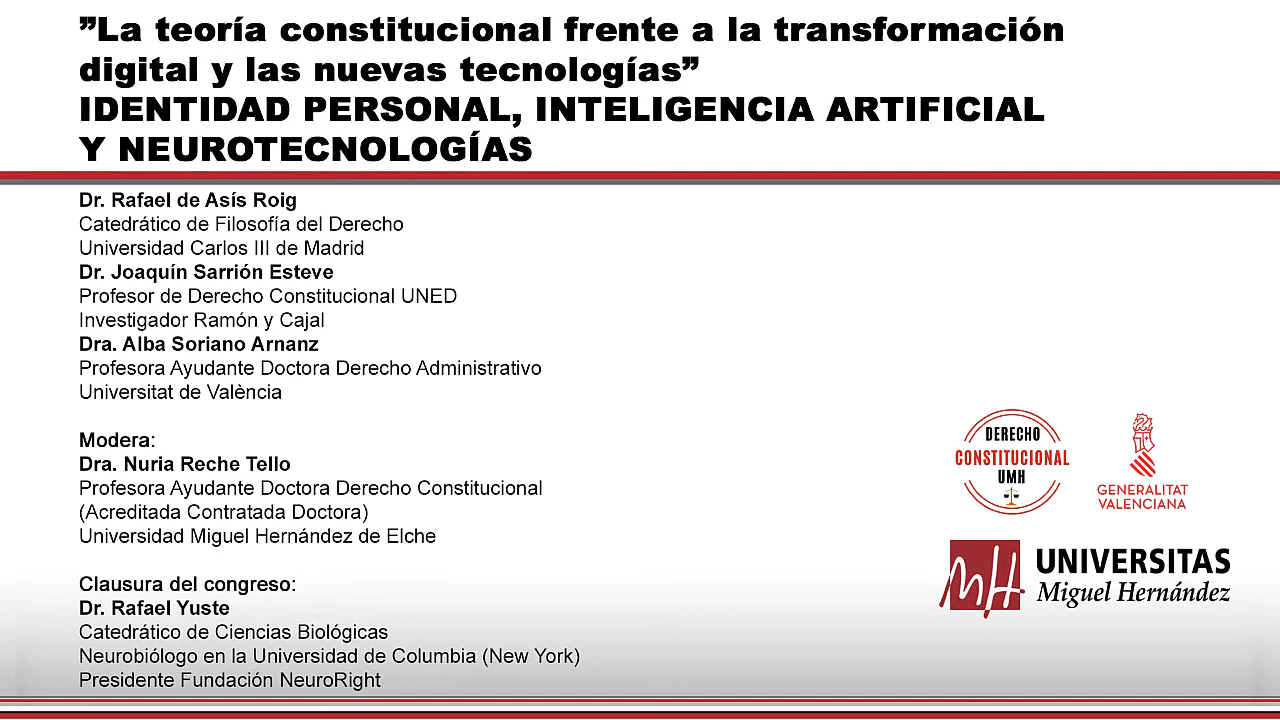 ”La teoría constitucional frente a la transformación
digital y las nuevas tecnologías”
IDENTIDAD PERSONAL, INTELIGENCIA ARTIFICIAL
Y NEUROTECNOLOGÍAS
Dr. Rafael de Asís Roig
Catedrático de Filosofía del Derecho
Universidad Carlos III de Madrid
Dr. Joaquín Sarrión Esteve
Profesor de Derecho Constitucional UNED
Investigador Ramón y Cajal
Dra. Alba Soriano Arnanz
Profesora Ayudante Doctora Derecho Administrativo
Universitat de València
Modera:
Dra. Nuria Reche Tello
Profesora Ayudante Doctora Derecho Constitucional
(Acreditada Contratada Doctora)
Universidad Miguel Hernández de Elche
Clausura del congreso:
Dr. Rafael Yuste
Catedrático de Ciencias Biológicas
Neurobiólogo en la Universidad de Columbia (New York)
Presidente Fundación NeuroRight
DERECHO
CONSTITUCIONAL
UMH
GENERALITAT
VALENCIANA
MH
UNIVERSITAS
Miguel Hernández